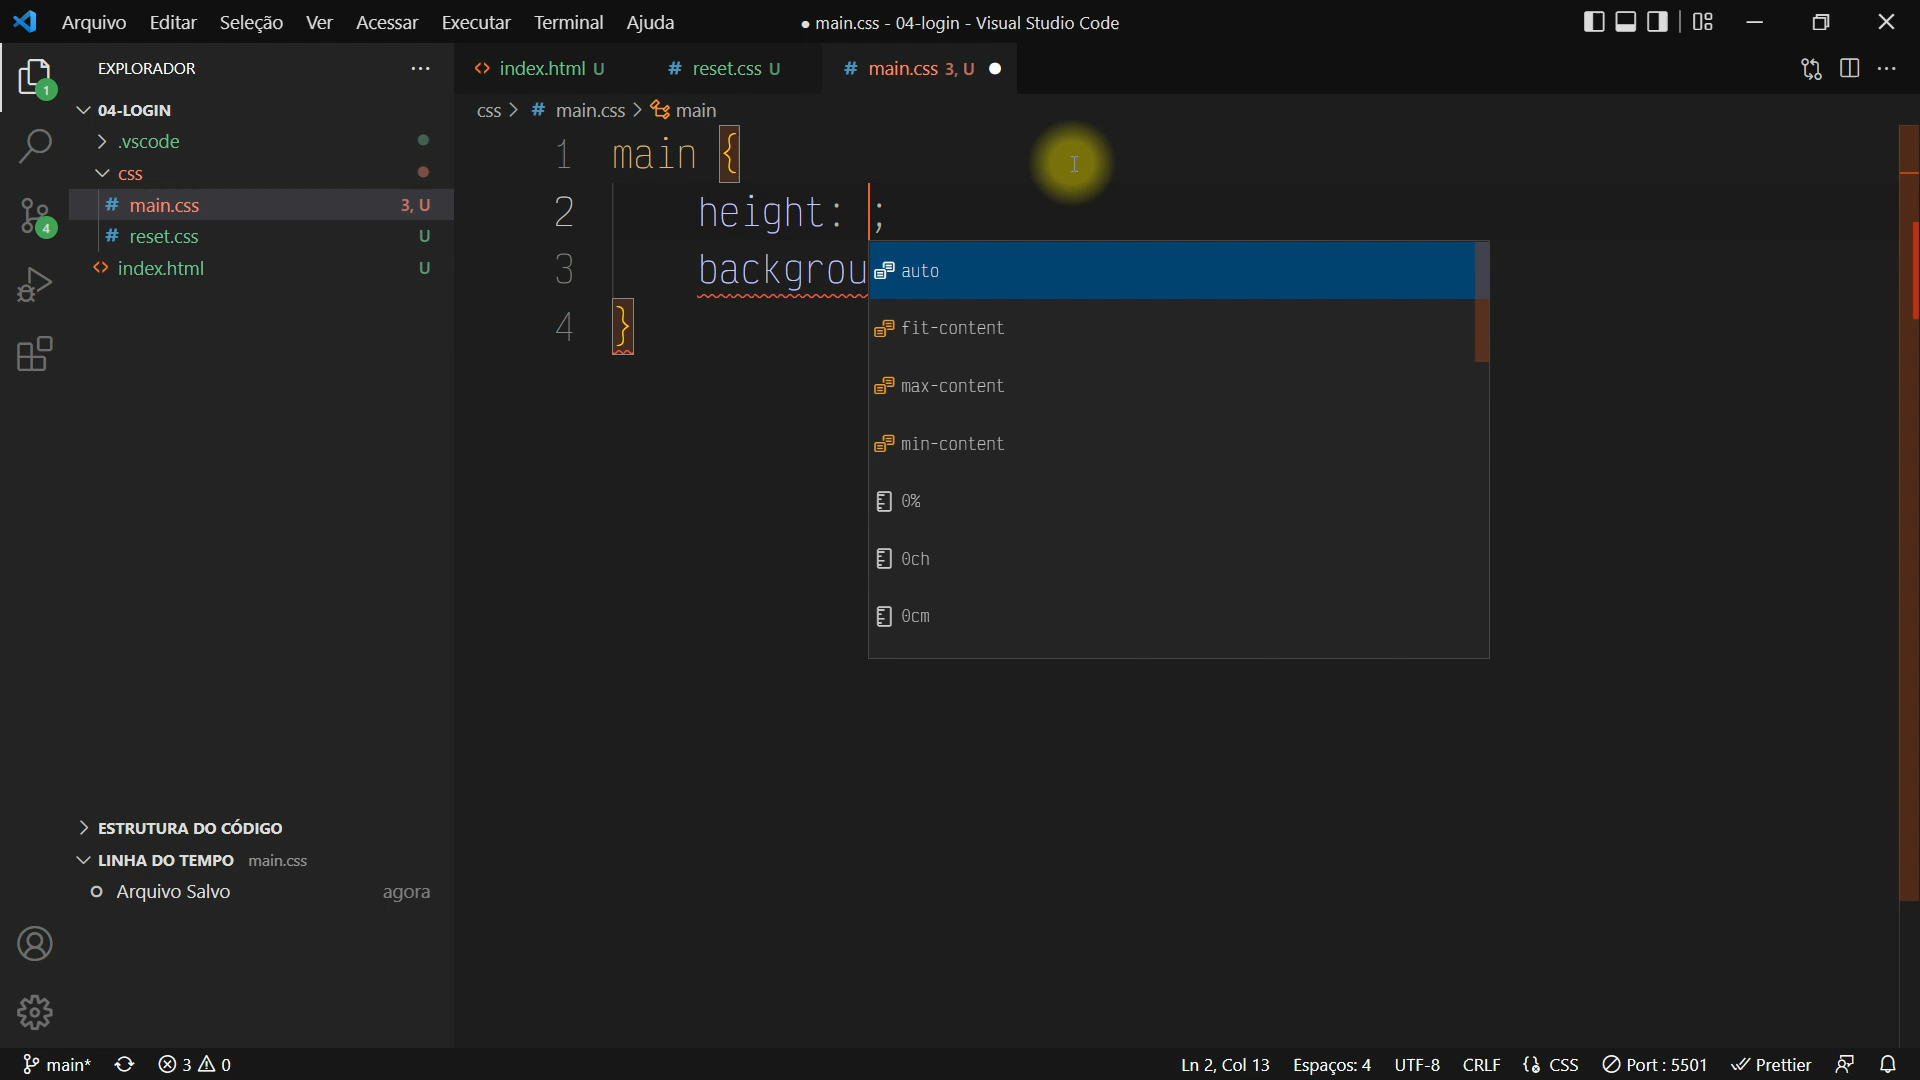 Arquivo Editar Seleção Ver Acessar Executar Terminal Ajuda
● main.css - 04-login - Visual Studio Code
EXPLORADOR
1
04-LOGIN
.vscode
css
# main.css 3, U
# reset.css U
<> index.html U
4
ESTRUTURA DO CÓDIGO
LINHA DO TEMPO main.css
Arquivo Salvo agora
<> index.html U # reset.css U # main.css 3, U ●
css > # main.css > main
1 main {
2 height: ;
3 backgrou
4 }
auto
fit-content
max-content
min-content
0%
0ch
0cm
main* 3 0 Ln 2, Col 13 Espaços: 4 UTF-8 CRLF {} CSS Port : 5501 Prettier